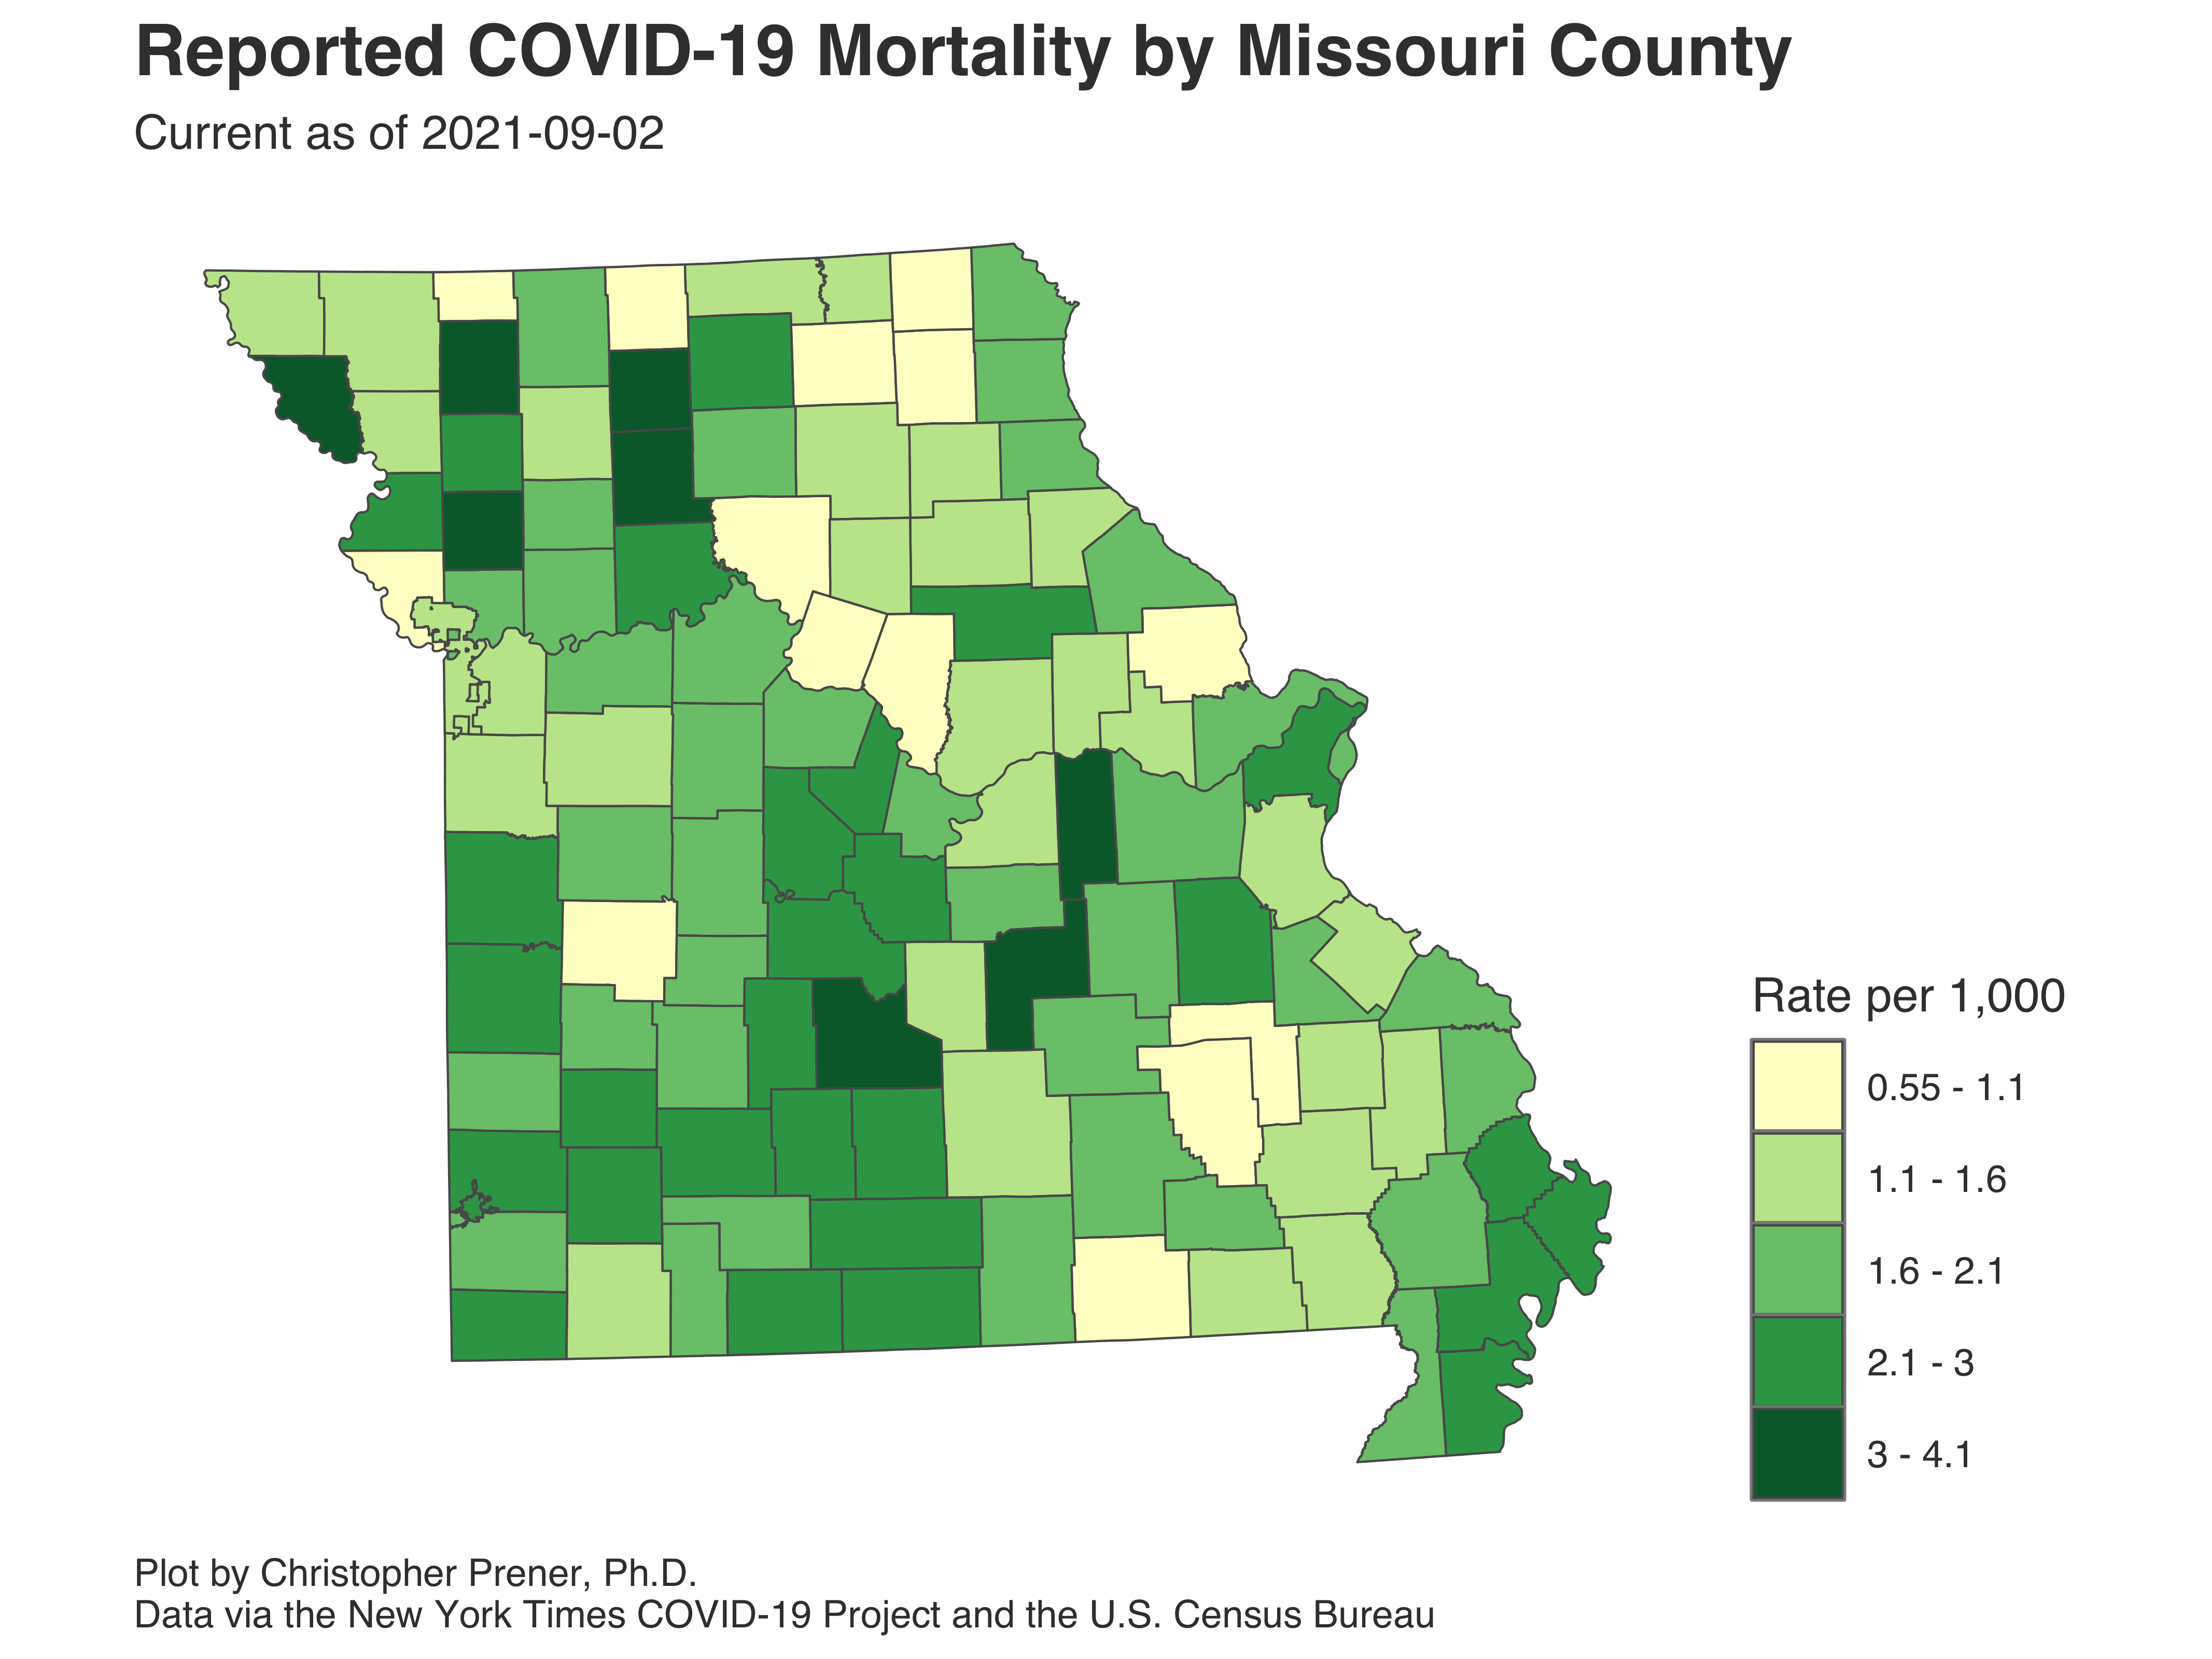 Reported COVID-19 Mortality by Missouri County
Current as of 2021-09-02
Rate per 1,000
0.55 - 1.1
1.1 - 1.6
1.6 - 2.1
2.1 - 3
3 - 4.1
Plot by Christopher Prener, Ph.D.
Data via the New York Times COVID-19 Project and the U.S. Census Bureau